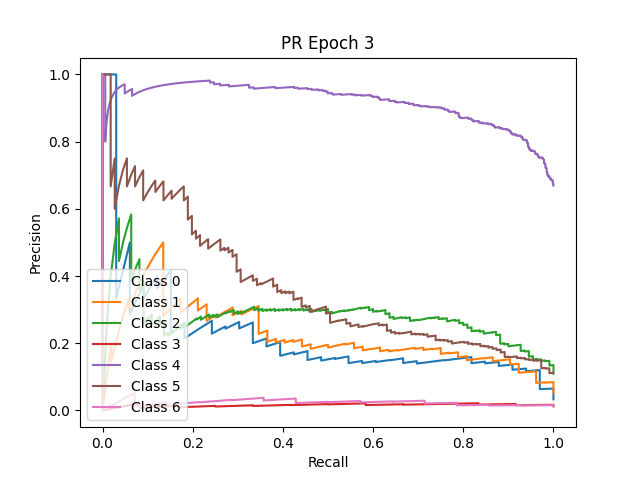 PR Epoch 3
Precision
1.0
0.8
0.6
0.4
0.2
0.0
Class 0
Class 1
Class 2
Class 3
Class 4
Class 5
Class 6
0.0 0.2 0.4 0.6 0.8 1.0
Recall